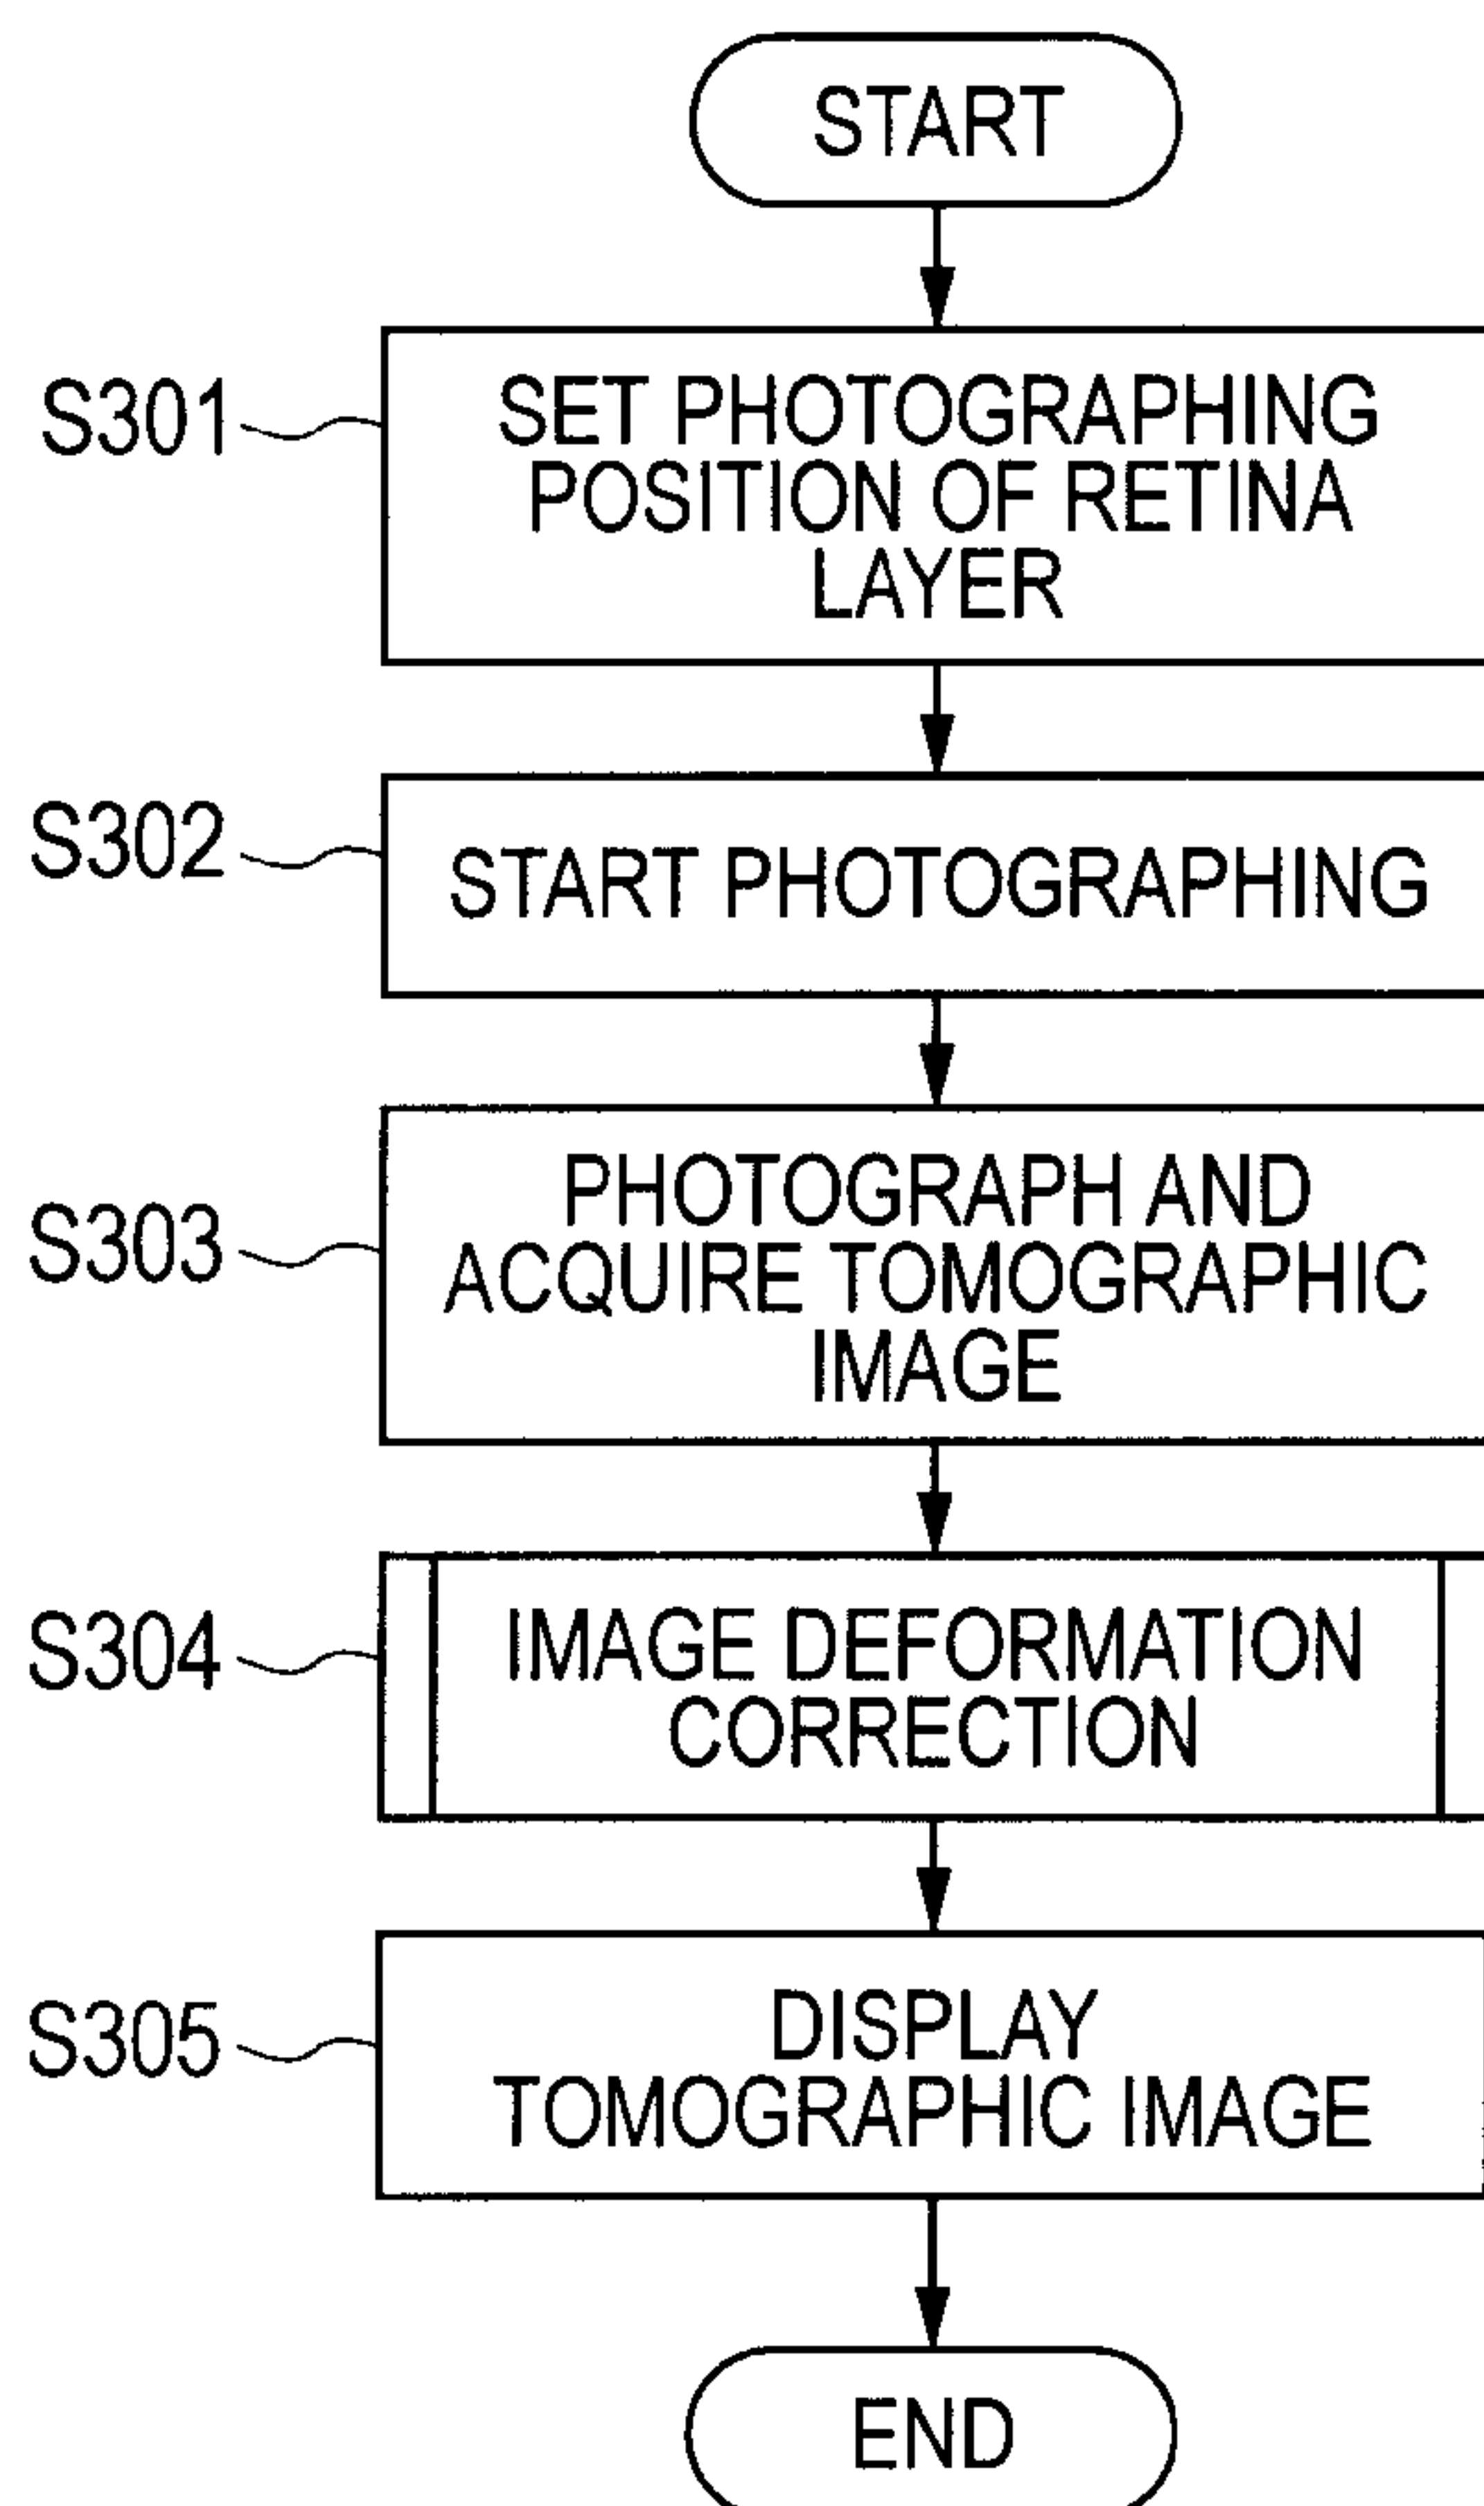 START
S301
SET PHOTOGRAPHING
POSITION OF RETINA
LAYER
S302
START PHOTOGRAPHING
S303
PHOTOGRAPH AND
ACQUIRE TOMOGRAPHIC
IMAGE
S304
IMAGE DEFORMATION
CORRECTION
S305
DISPLAY
TOMOGRAPHIC IMAGE
END